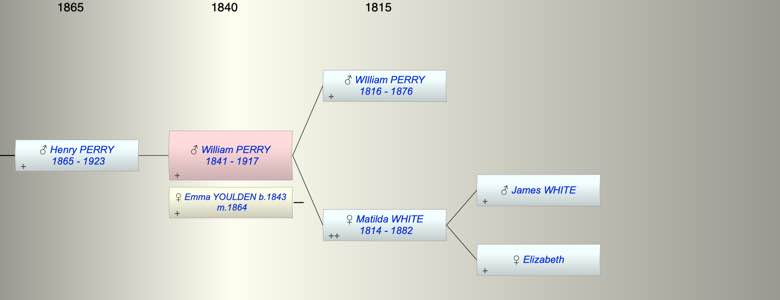 1865 1840 1815
♂ WIlliam PERRY
1816 - 1876
+
♂ Henry PERRY
1865 - 1923
+
♂ William PERRY
1841 - 1917
+
♀ Emma YOULDEN b.1843
m.1864
+
♀ Matilda WHITE
1814 - 1882
++
♂ James WHITE
+
♀ Elizabeth
+